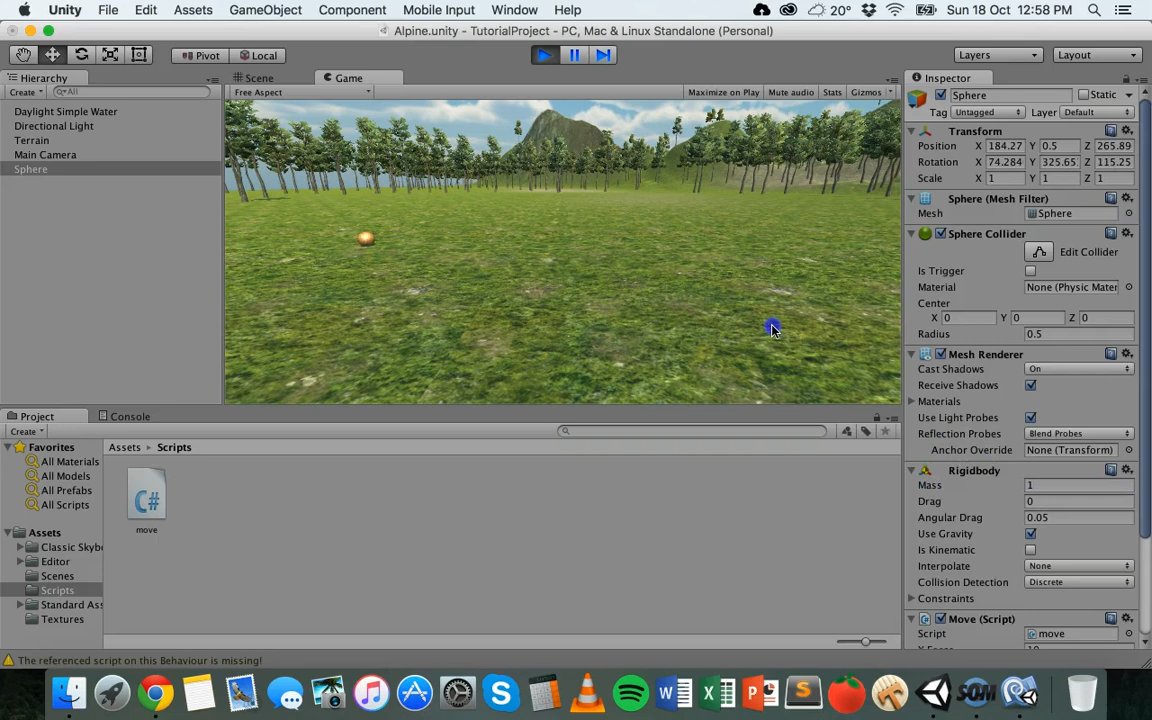 Unity File Edit Assets GameObject Component Mobile Input Window Help 20° Sun 18 Oct 12:58 PM
Alpine.unity - TutorialProject - PC, Mac & Linux Standalone (Personal)
Pivot Local Layers Layout
Hierarchy Scene Game Inspector
Create All Free Aspect Maximize on Play Mute audio Stats Gizmos Sphere Static
Tag Untagged Layer Default
Daylight Simple Water
Directional Light
Terrain
Main Camera
Sphere
Transform
Position X 184.27 Y 0.5 Z 265.89
Rotation X 74.284 Y 325.65 Z 115.25
Scale X 1 Y 1 Z 1
Sphere (Mesh Filter)
Mesh Sphere
Sphere Collider
Edit Collider
Is Trigger
Material None (Physic Mater
Center
X 0 Y 0 Z 0
Radius 0.5
Mesh Renderer
Cast Shadows On
Receive Shadows
Materials
Use Light Probes
Reflection Probes Blend Probes
Anchor Override None (Transform)
Rigidbody
Mass 1
Drag 0
Angular Drag 0.05
Use Gravity
Is Kinematic
Interpolate None
Collision Detection Discrete
Constraints
Move (Script)
Script move
Project Console
Create
Favorites
All Materials
All Models
All Prefabs
All Scripts
Assets
Classic Skyb
Editor
Scenes
Scripts
Standard Ass
Textures
Assets Scripts
C#
move
The referenced script on this Behaviour is missing!
W X P S SOM